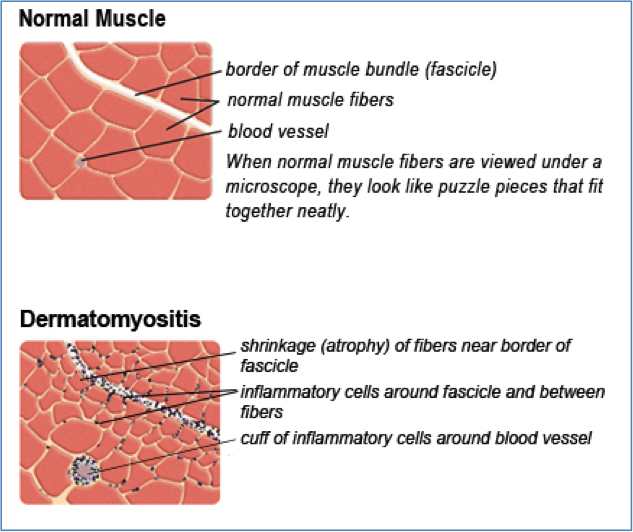 Normal Muscle
border of muscle bundle (fascicle)
normal muscle fibers
blood vessel
When normal muscle fibers are viewed under a
microscope, they look like puzzle pieces that fit
together neatly.
Dermatomyositis
shrinkage (atrophy) of fibers near border of
fascicle
inflammatory cells around fascicle and between
fibers
cuff of inflammatory cells around blood vessel